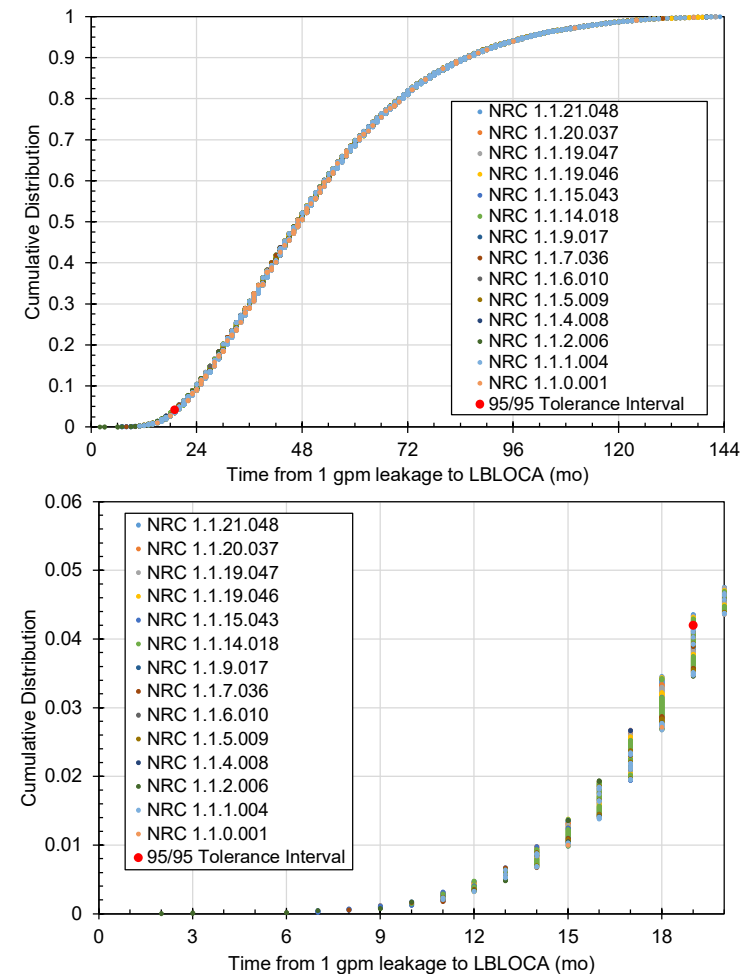 1
0.9
0.8
0.7
0.6
0.5
0.4
0.3
0.2
0.1
0
Cumulative Distribution
NRC 1.1.21.048
NRC 1.1.20.037
NRC 1.1.19.047
NRC 1.1.19.046
NRC 1.1.15.043
NRC 1.1.14.018
NRC 1.1.9.017
NRC 1.1.7.036
NRC 1.1.6.010
NRC 1.1.5.009
NRC 1.1.4.008
NRC 1.1.2.006
NRC 1.1.1.004
NRC 1.1.0.001
95/95 Tolerance Interval
0 24 48 72 96 120 144
Time from 1 gpm leakage to LBLOCA (mo)
0.06
0.05
0.04
0.03
0.02
0.01
0
Cumulative Distribution
NRC 1.1.21.048
NRC 1.1.20.037
NRC 1.1.19.047
NRC 1.1.19.046
NRC 1.1.15.043
NRC 1.1.14.018
NRC 1.1.9.017
NRC 1.1.7.036
NRC 1.1.6.010
NRC 1.1.5.009
NRC 1.1.4.008
NRC 1.1.2.006
NRC 1.1.1.004
NRC 1.1.0.001
95/95 Tolerance Interval
0 3 6 9 12 15 18
Time from 1 gpm leakage to LBLOCA (mo)